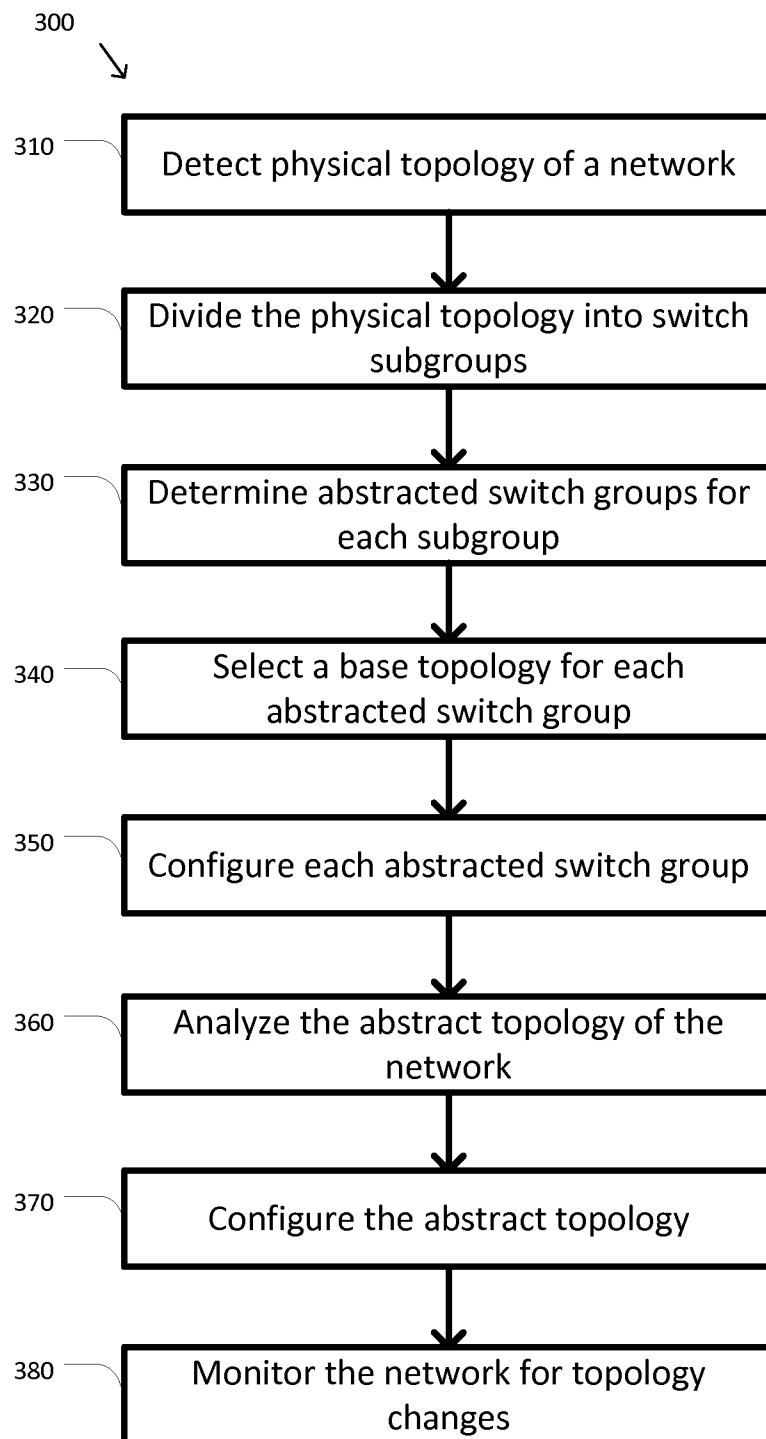 300
310
Detect physical topology of a network
320
Divide the physical topology into switch
subgroups
330
Determine abstracted switch groups for
each subgroup
340
Select a base topology for each
abstracted switch group
350
Configure each abstracted switch group
360
Analyze the abstract topology of the
network
370
Configure the abstract topology
380
Monitor the network for topology
changes